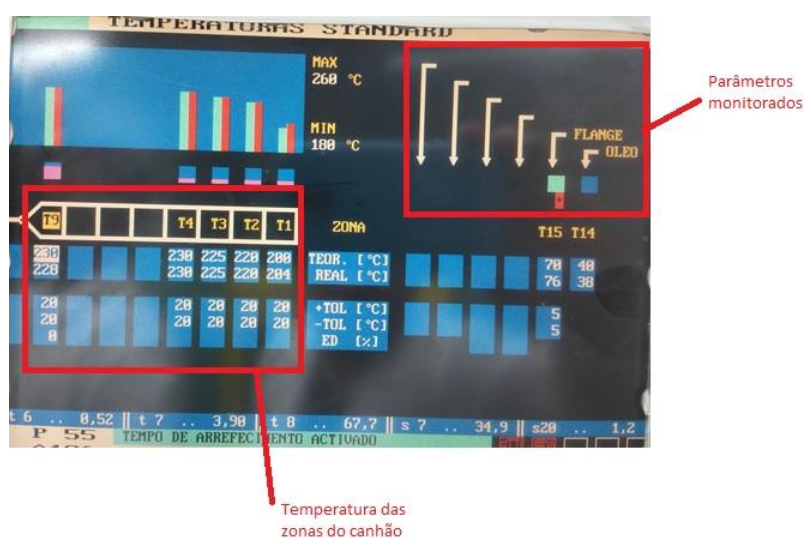 TEMPERATURAS STANDARD
MAX
260 °C
MIN
180 °C
FLANGE
OLEO
Parâmetros
monitorados
T9 T4 T3 T2 T1 ZONA T15 T14
230 230 225 220 200 TEOR. [°C] 70 40
228 230 225 220 204 REAL [°C] 76 38
20 20 20 20 20 +TOL [°C] 5
20 20 20 20 20 -TOL [°C] 5
0 ED [%]
t 6 .. 0,52 t 7 .. 3,90 t 8 .. 67,7 s 7 .. 34,9 s20 .. 1,2
P 55 TEMPO DE ARREFECIMENTO ACTIVADO
Temperatura das
zonas do canhão